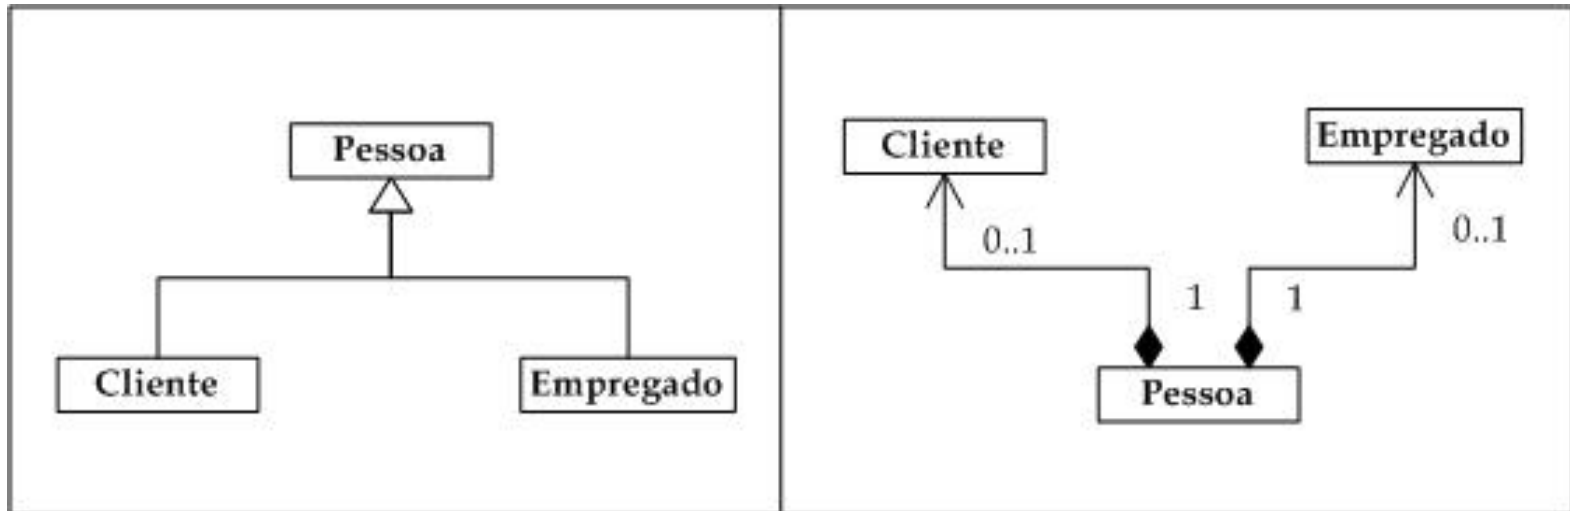 Pessoa
Cliente
Empregado
Cliente
Empregado
0..1
0..1
1
1
Pessoa